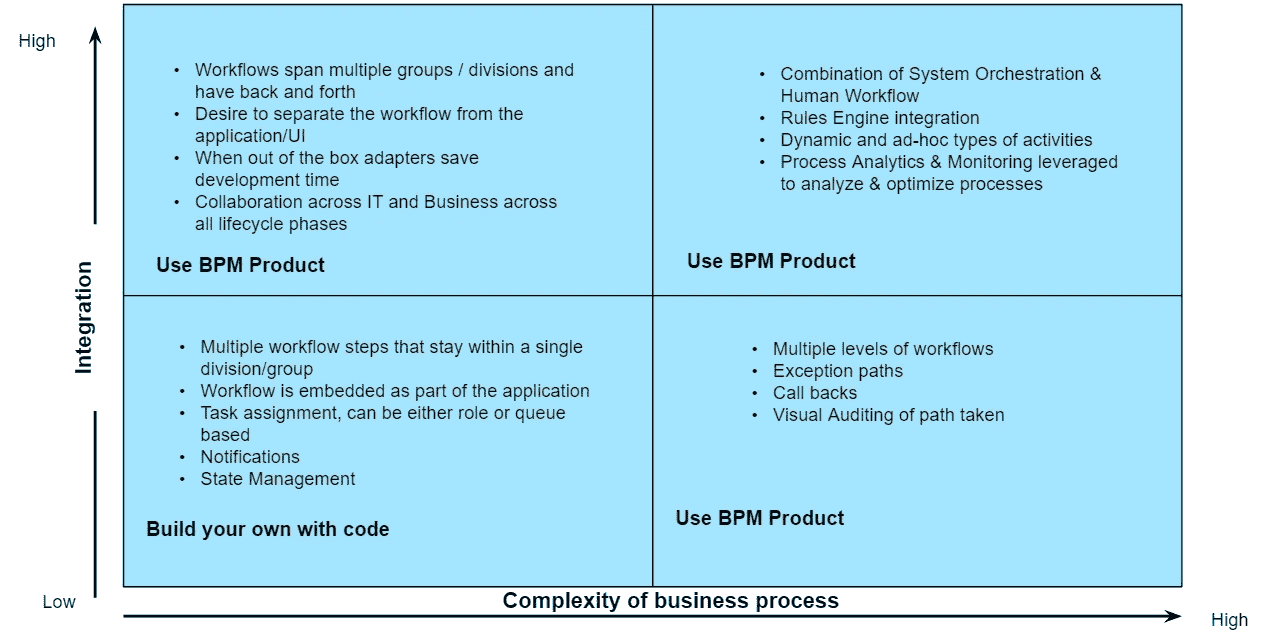 High
• Workflows span multiple groups / divisions and
have back and forth
• Desire to separate the workflow from the
application/UI
• When out of the box adapters save
development time
• Collaboration across IT and Business across
all lifecycle phases
Use BPM Product
• Combination of System Orchestration &
Human Workflow
• Rules Engine integration
• Dynamic and ad-hoc types of activities
• Process Analytics & Monitoring leveraged
to analyze & optimize processes
Use BPM Product
Integration
• Multiple workflow steps that stay within a single
division/group
• Workflow is embedded as part of the application
• Task assignment, can be either role or queue
based
• Notifications
• State Management
Build your own with code
• Multiple levels of workflows
• Exception paths
• Call backs
• Visual Auditing of path taken
Use BPM Product
Low
Complexity of business process
High